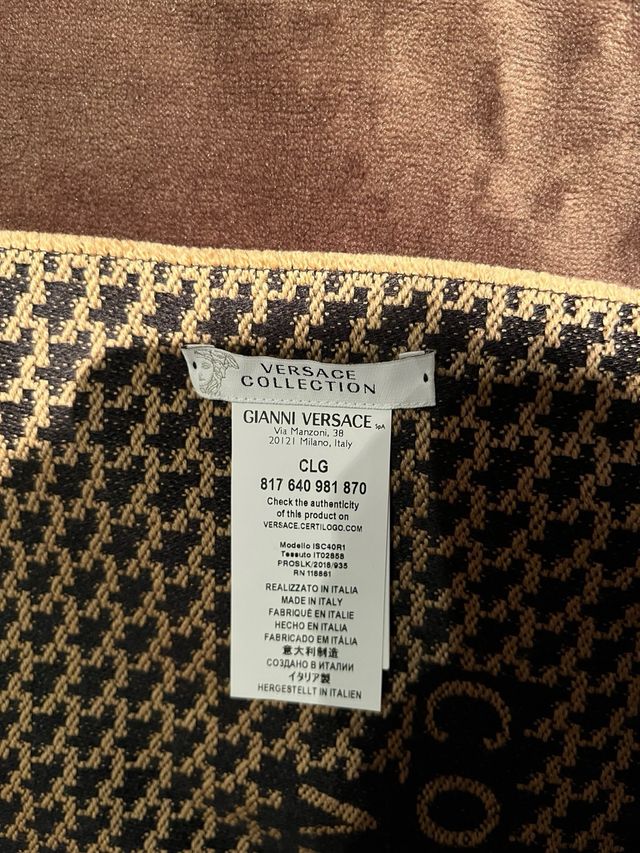 VERSACE
COLLECTION
GIANNI VERSACE SpA
Via Manzoni, 38
20121 Milano, Italy
CLG
817 640 981 870
Check the authenticity
of this product on
VERSACE.CERTILOGO.COM
Modello ISC40R1
Tessuto IT02858
PROSLK/2016/935
RN 116861
REALIZZATO IN ITALIA
MADE IN ITALY
FABRIQUÉ EN ITALIE
HECHO EN ITALIA
FABRICADO EM ITÁLIA
意大利制造
СОЗДАНО В ИТАЛИИ
イタリア製
HERGESTELLT IN ITALIEN
CO